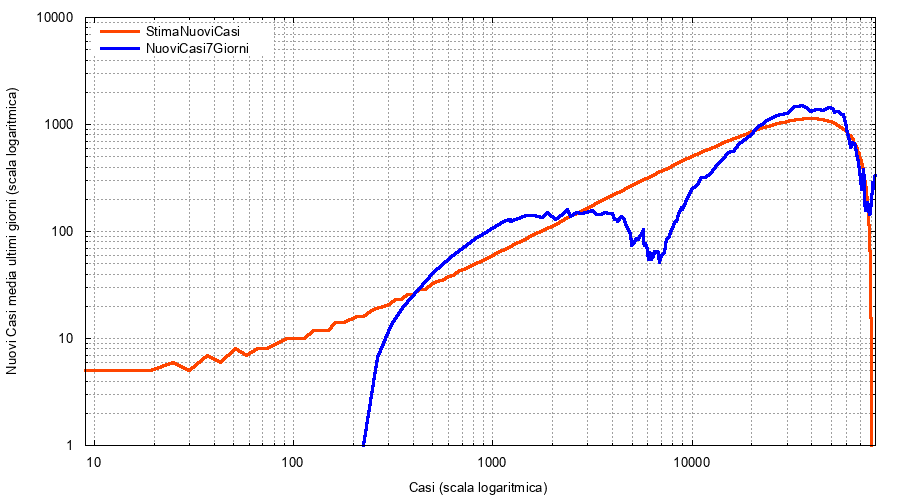 StimaNuoviCasi
NuoviCasi7Giorni
Nuovi Casi media ultimi giorni (scala logaritmica)
10000
1000
100
10
1
10 100 1000 10000
Casi (scala logaritmica)